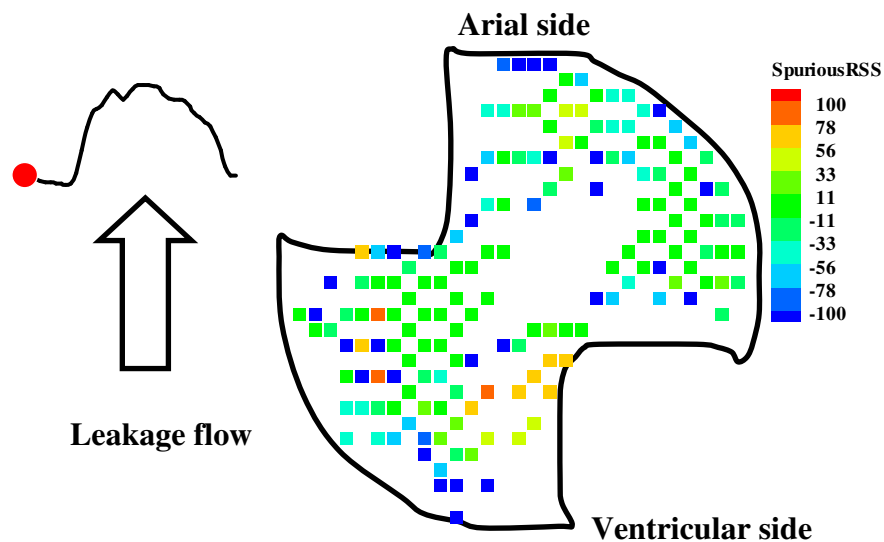 Arial side
SpuriousRSS
100
78
56
33
11
-11
-33
-56
-78
-100
Leakage flow
Ventricular side